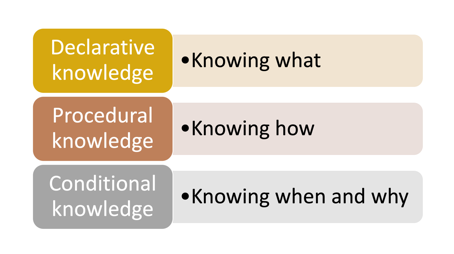 Declarative
knowledge
•Knowing what
Procedural
knowledge
•Knowing how
Conditional
knowledge
•Knowing when and why